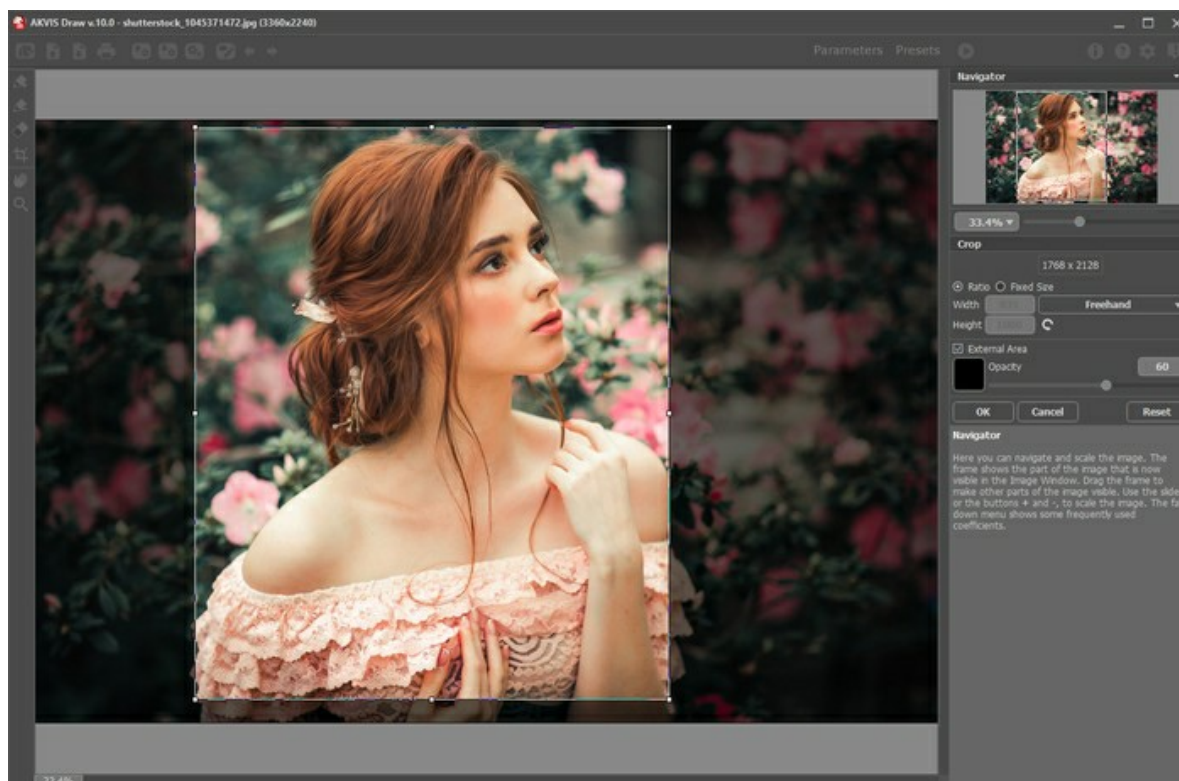 AKVIS Draw v.10.0 - shutterstock_1045371472.jpg (3360x2240)
Parameters Presets
Navigator
33.4%
Crop
1768 x 2128
Ratio Fixed Size
Width Freehand
Height
External Area
Opacity 60
OK Cancel Reset
Navigator
Here you can navigate and scale the image. The
frame shows the part of the image that is now
visible in the Image Window. Drag the frame to
make other parts of the image visible. Use the slide
or the buttons + and -, to scale the image. The fa
down menu shows some frequently used
coefficients.